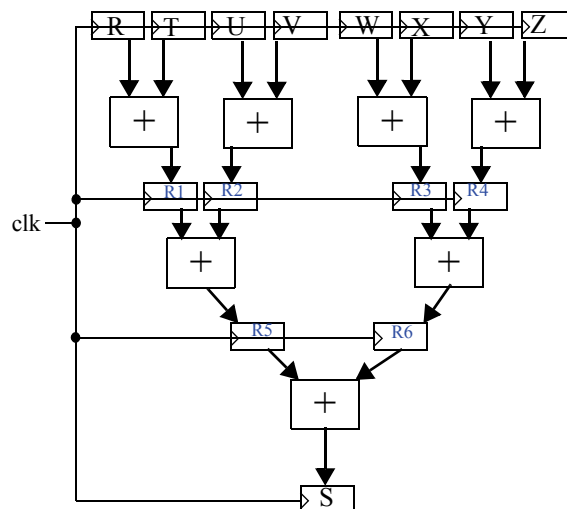 R T U V W X Y Z
+ + + +
R1 R2 R3 R4
clk
+ +
R5 R6
+
S